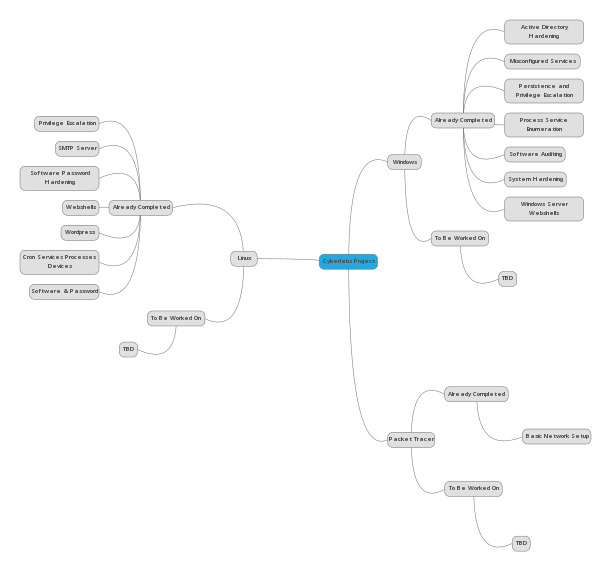 Cyberlabs Project
Windows
Already Completed
Active Directory
Hardening
Misconfigured Services
Persistence and
Privilege Escalation
Process Service
Enumeration
Software Auditing
System Hardening
Windows Server
Webshells
To Be Worked On
TBD
Packet Tracer
Already Completed
Basic Network Setup
To Be Worked On
TBD
Linux
Already Completed
Privilege Escalation
SMTP Server
Software Password
Hardening
Webshells
Wordpress
Cron Services Processes
Devices
Software & Password
To Be Worked On
TBD